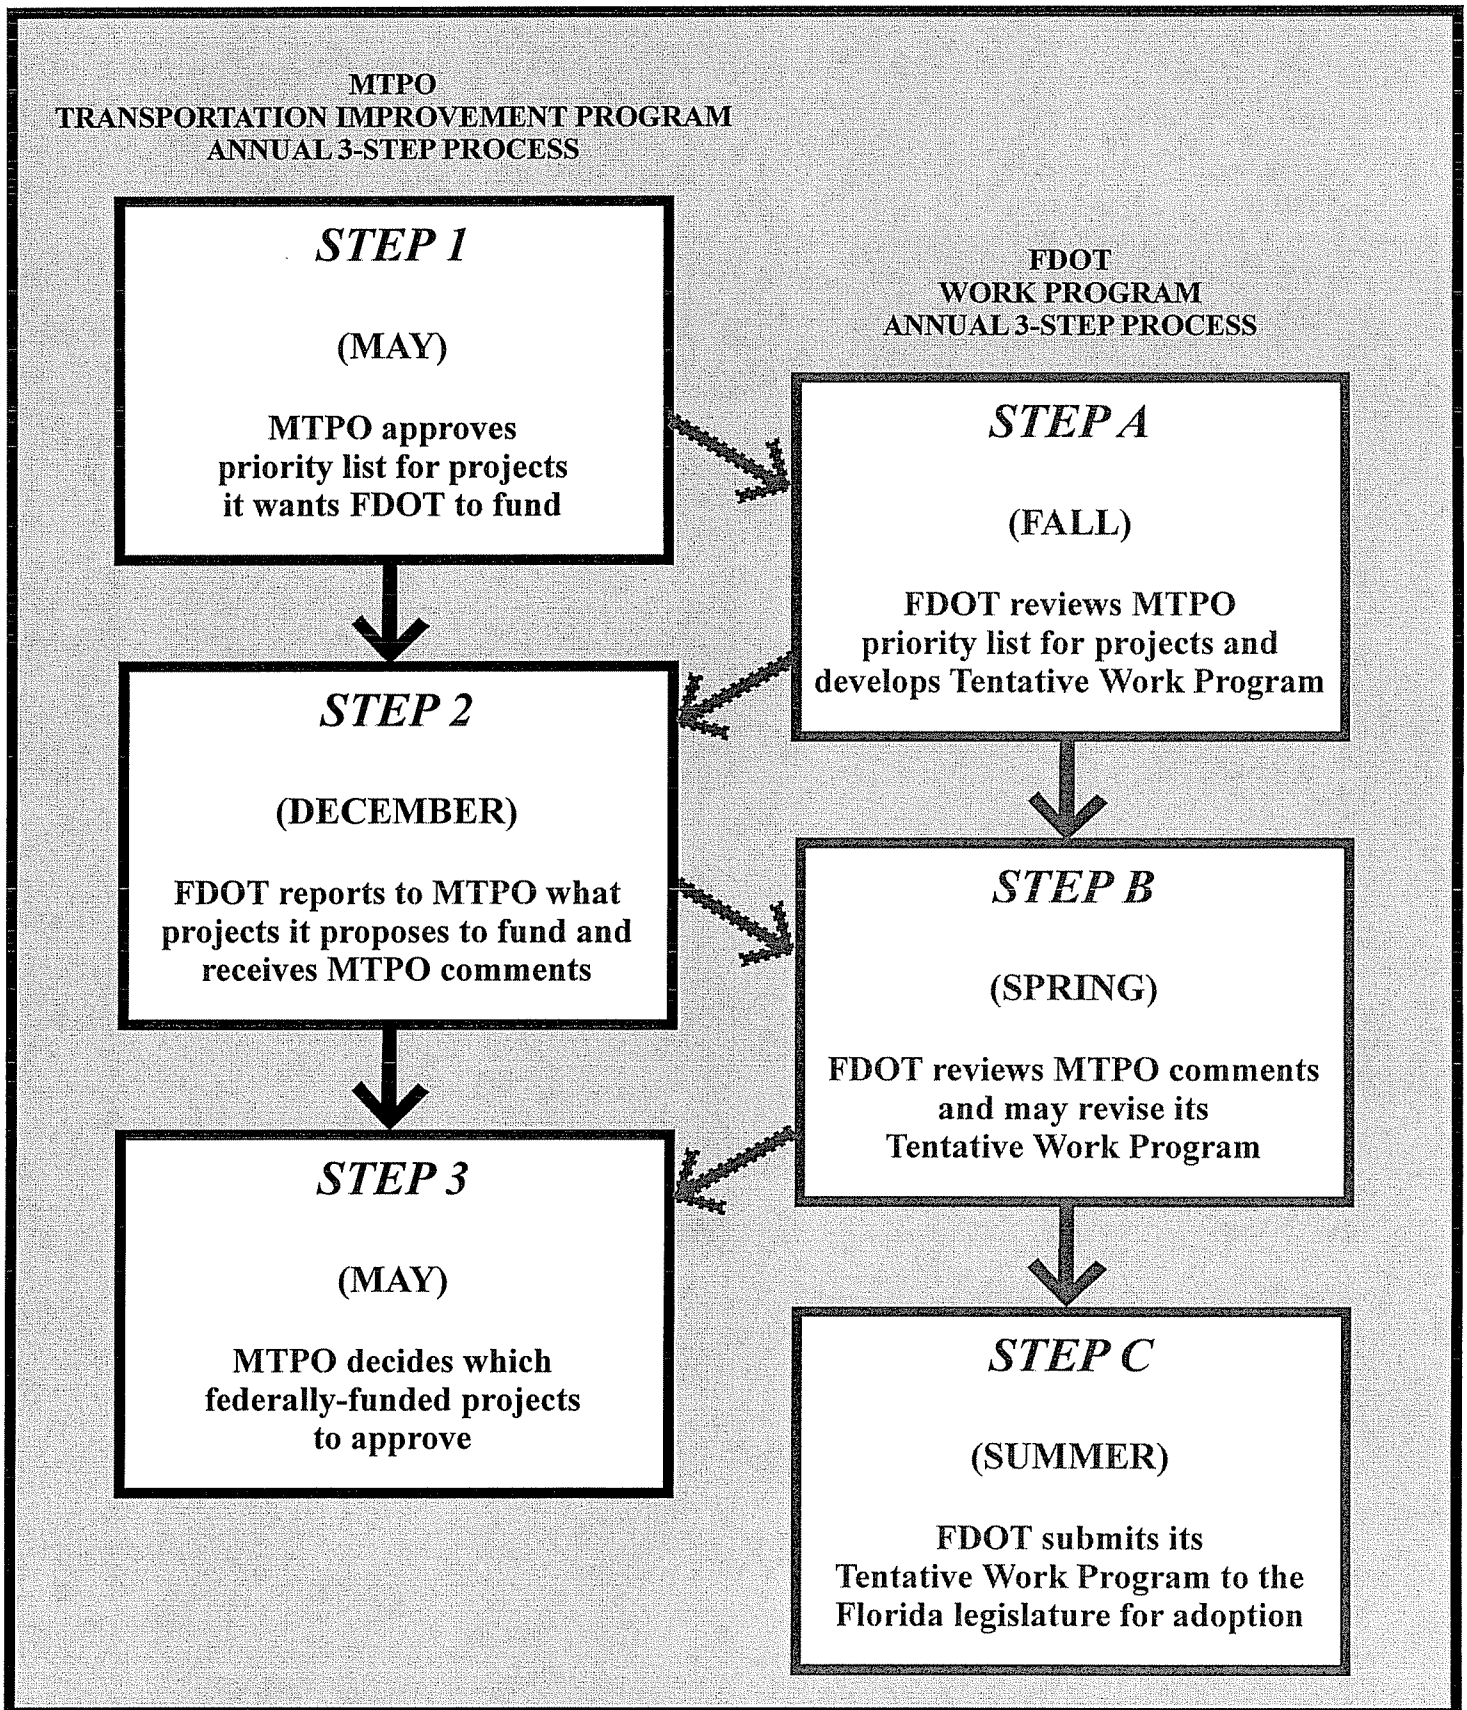 MTPO
TRANSPORTATION IMPROVEMENT PROGRAM
ANNUAL 3-STEP PROCESS
STEP 1
(MAY)
MTPO approves
priority list for projects
it wants FDOT to fund
STEP 2
(DECEMBER)
FDOT reports to MTPO what
projects it proposes to fund and
receives MTPO comments
STEP 3
(MAY)
MTPO decides which
federally-funded projects
to approve
FDOT
WORK PROGRAM
ANNUAL 3-STEP PROCESS
STEP A
(FALL)
FDOT reviews MTPO
priority list for projects and
develops Tentative Work Program
STEP B
(SPRING)
FDOT reviews MTPO comments
and may revise its
Tentative Work Program
STEP C
(SUMMER)
FDOT submits its
Tentative Work Program to the
Florida legislature for adoption